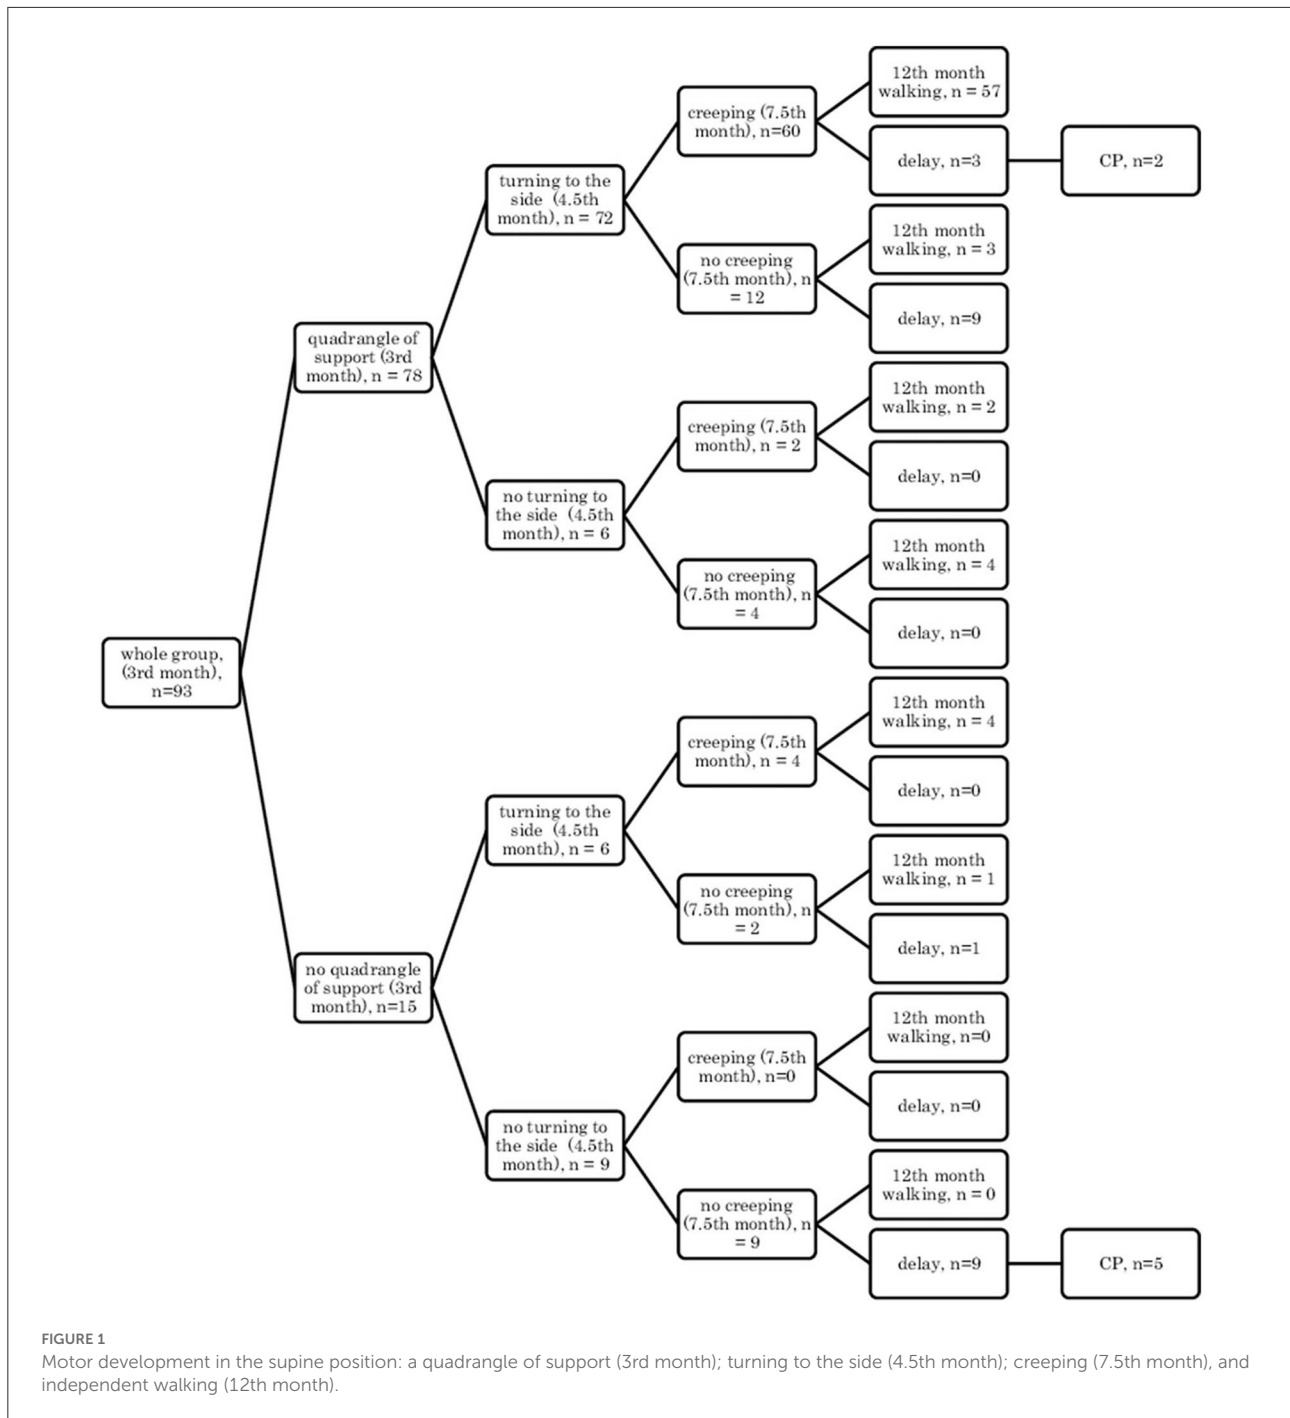 12th month
walking, n = 57
creeping (7.5th
month), n=60
delay, n=3
CP, n=2
turning to the
side (4.5th
month), n = 72
12th month
walking, n = 3
no creeping
(7.5th month), n
= 12
delay, n=9
quadrangle of
support (3rd
month), n = 78
12th month
walking, n = 2
creeping (7.5th
month), n = 2
delay, n=0
no turning to
the side (4.5th
month), n = 6
12th month
walking, n = 4
no creeping
(7.5th month), n
= 4
delay, n=0
whole group,
(3rd month),
n=93
12th month
walking, n = 4
creeping (7.5th
month), n = 4
delay, n=0
turning to the
side (4.5th
month), n = 6
12th month
walking, n = 1
no creeping
(7.5th month), n
= 2
delay, n=1
no quadrangle
of support (3rd
month), n=15
12th month
walking, n=0
creeping (7.5th
month), n=0
delay, n=0
no turning to
the side (4.5th
month), n = 9
12th month
walking, n = 0
no creeping
(7.5th month), n
= 9
delay, n=9
CP, n=5
FIGURE 1
Motor development in the supine position: a quadrangle of support (3rd month); turning to the side (4.5th month); creeping (7.5th month), and
independent walking (12th month).